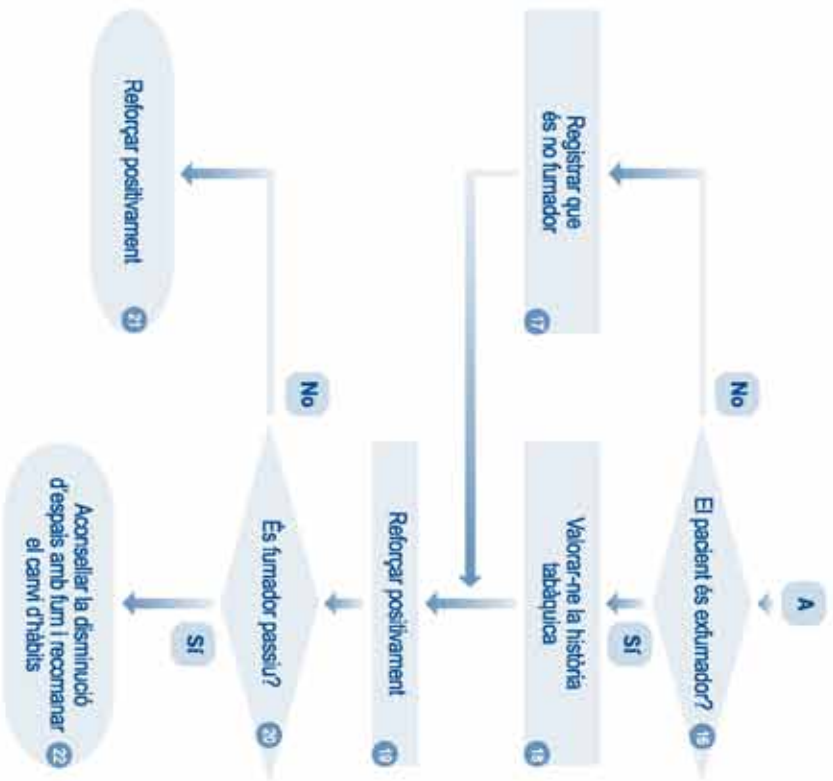 A
El pacient és exfumador?
16
No
Sí
Registrar que
és no fumador
17
Valorar-ne la història
tabàquica
18
Reforçar positivament
19
És fumador passiu?
20
No
Sí
Reforçar positivament
21
Aconsellar la disminució
d'espais amb fum i recomanar
el canvi d'hàbits
22